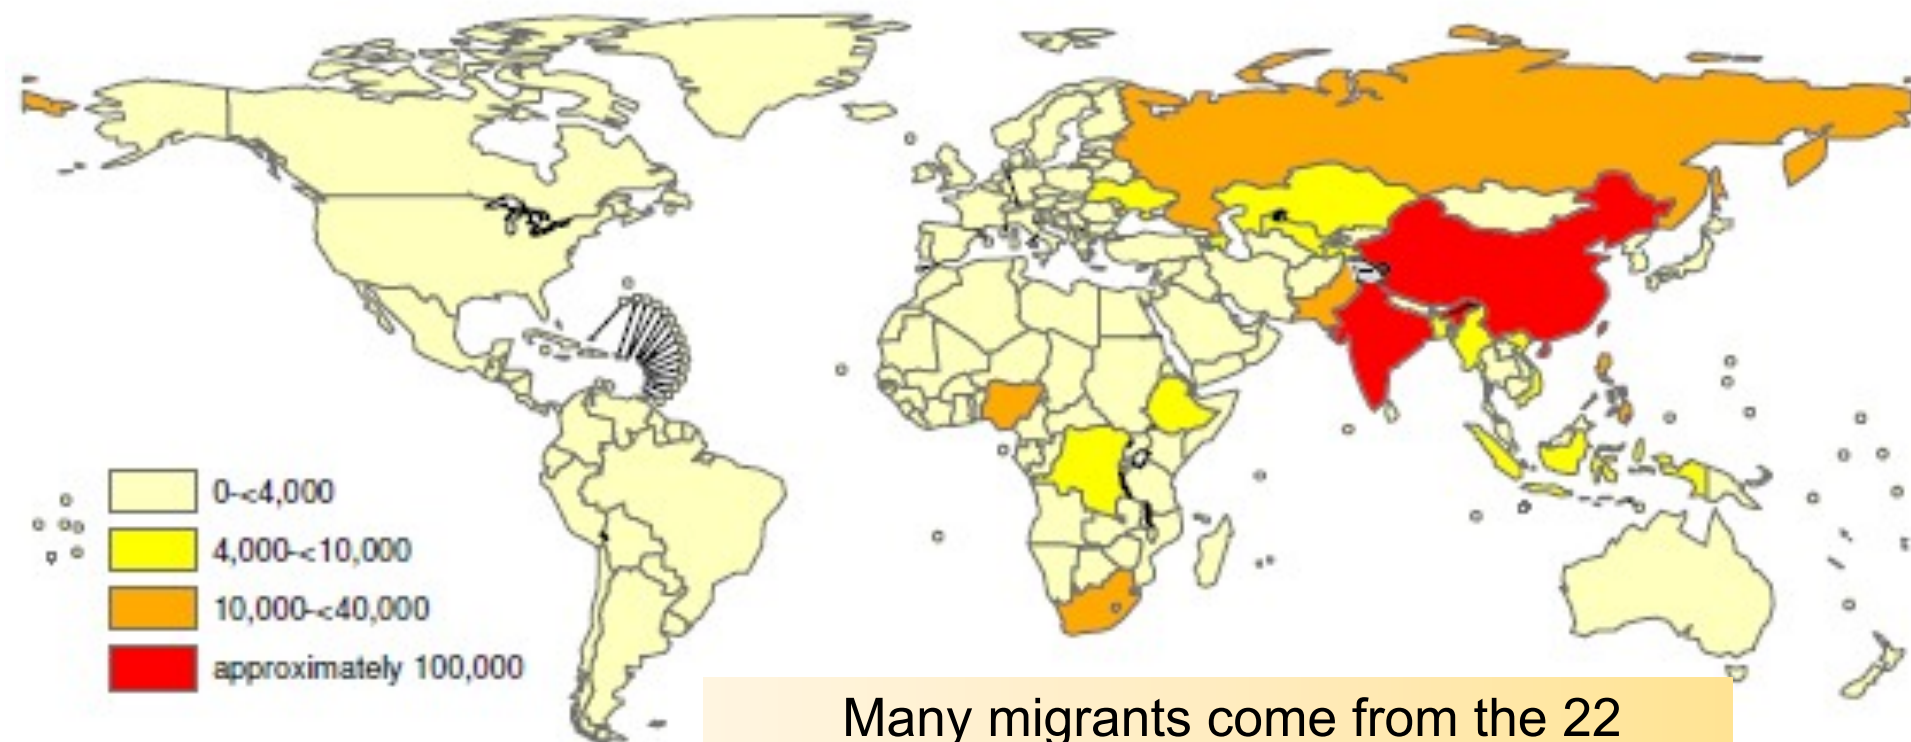 0-<4,000
4,000-<10,000
10,000-<40,000
approximately 100,000
Many migrants come from the 22